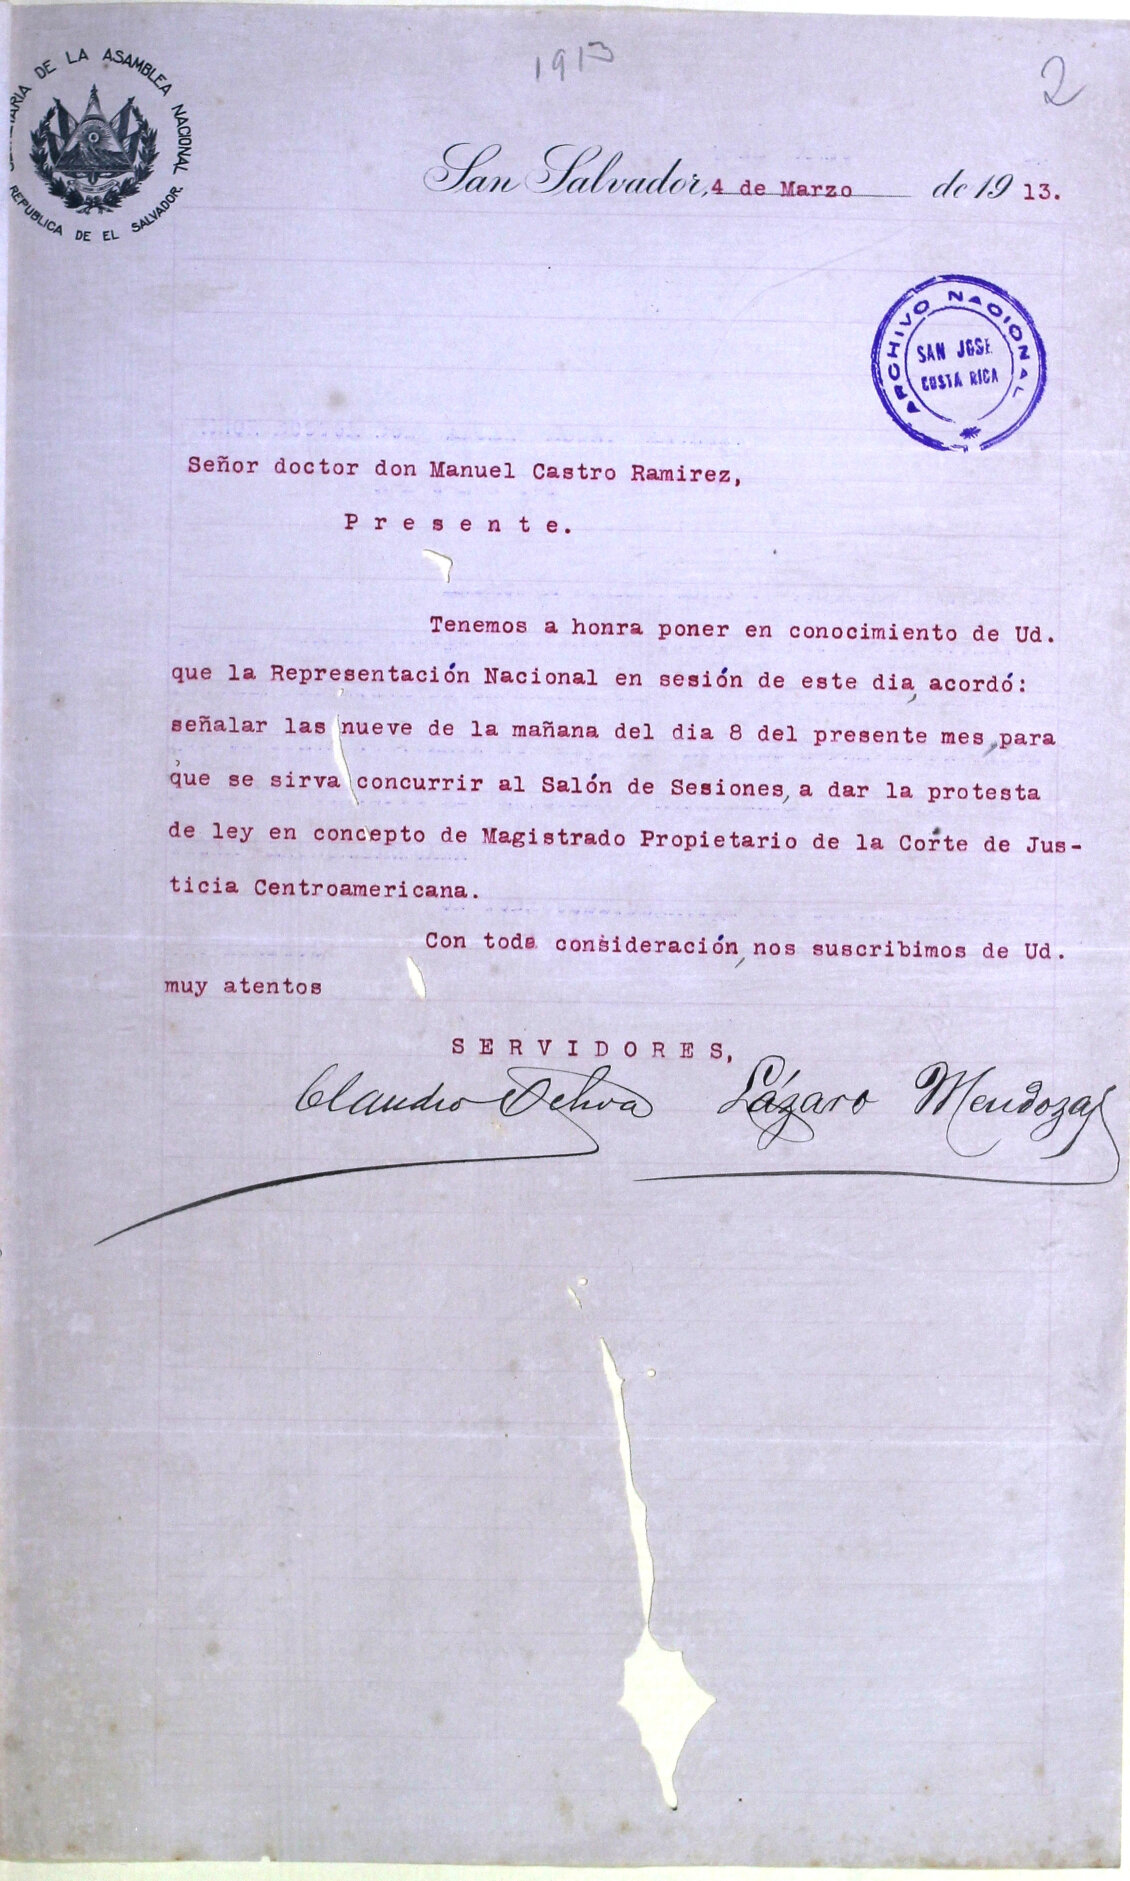 1913
2
SECRETARIA DE LA ASAMBLEA NACIONAL
REPUBLICA DE EL SALVADOR
San Salvador, 4 de Marzo de 1913.
ARCHIVO NACIONAL
SAN JOSE
COSTA RICA
Señor doctor don Manuel Castro Ramirez,
Presente.
Tenemos a honra poner en conocimiento de Ud.
que la Representación Nacional en sesión de este dia, acordó:
señalar las nueve de la mañana del dia 8 del presente mes, para
que se sirva concurrir al Salón de Sesiones, a dar la protesta
de ley en concepto de Magistrado Propietario de la Corte de Jus-
ticia Centroamericana.
Con toda consideración, nos suscribimos de Ud.
muy atentos
SERVIDORES,
Claudio Ochoa Lázaro Mendoza